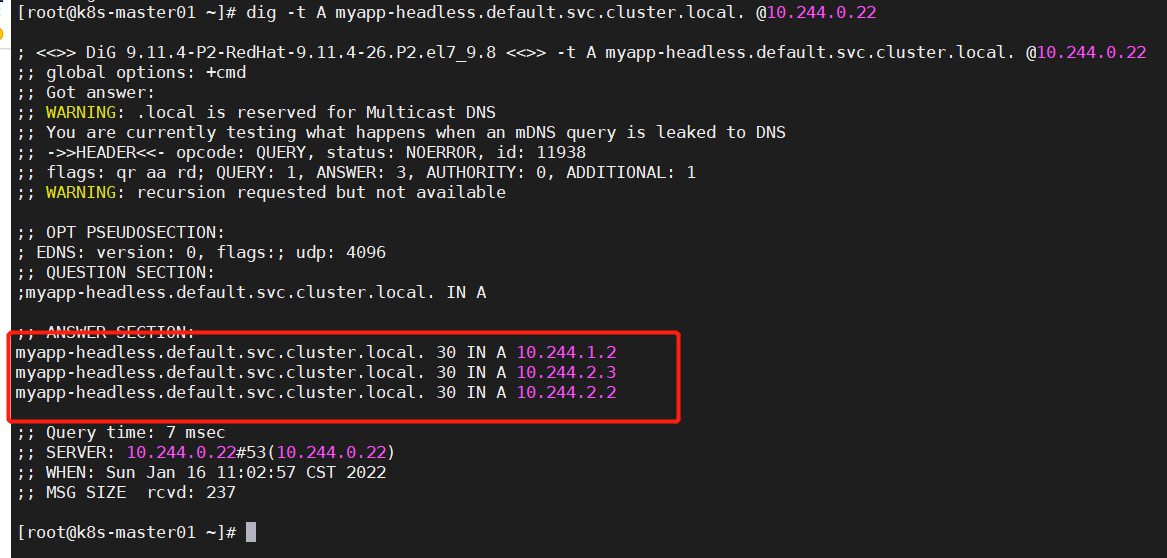 [root@k8s-master01 ~]# dig -t A myapp-headless.default.svc.cluster.local. @10.244.0.22
; <<>> DiG 9.11.4-P2-RedHat-9.11.4-26.P2.el7_9.8 <<>> -t A myapp-headless.default.svc.cluster.local. @10.244.0.22
;; global options: +cmd
;; Got answer:
;; WARNING: .local is reserved for Multicast DNS
;; You are currently testing what happens when an mDNS query is leaked to DNS
;; ->>HEADER<<- opcode: QUERY, status: NOERROR, id: 11938
;; flags: qr aa rd; QUERY: 1, ANSWER: 3, AUTHORITY: 0, ADDITIONAL: 1
;; WARNING: recursion requested but not available
;; OPT PSEUDOSECTION:
; EDNS: version: 0, flags:; udp: 4096
;; QUESTION SECTION:
;myapp-headless.default.svc.cluster.local. IN A
;; ANSWER SECTION:
myapp-headless.default.svc.cluster.local. 30 IN A 10.244.1.2
myapp-headless.default.svc.cluster.local. 30 IN A 10.244.2.3
myapp-headless.default.svc.cluster.local. 30 IN A 10.244.2.2
;; Query time: 7 msec
;; SERVER: 10.244.0.22#53(10.244.0.22)
;; WHEN: Sun Jan 16 11:02:57 CST 2022
;; MSG SIZE  rcvd: 237
[root@k8s-master01 ~]#